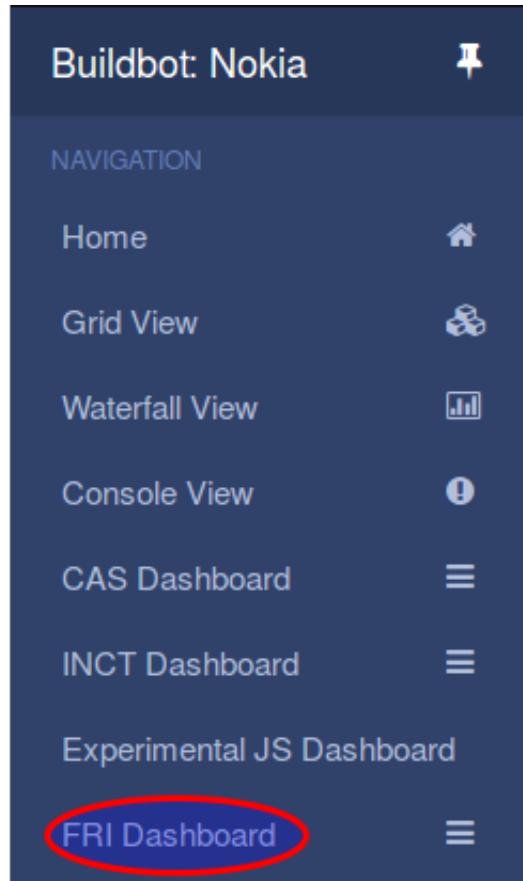 Buildbot: Nokia
NAVIGATION
Home
Grid View
Waterfall View
Console View
CAS Dashboard
INCT Dashboard
Experimental JS Dashboard
FRI Dashboard